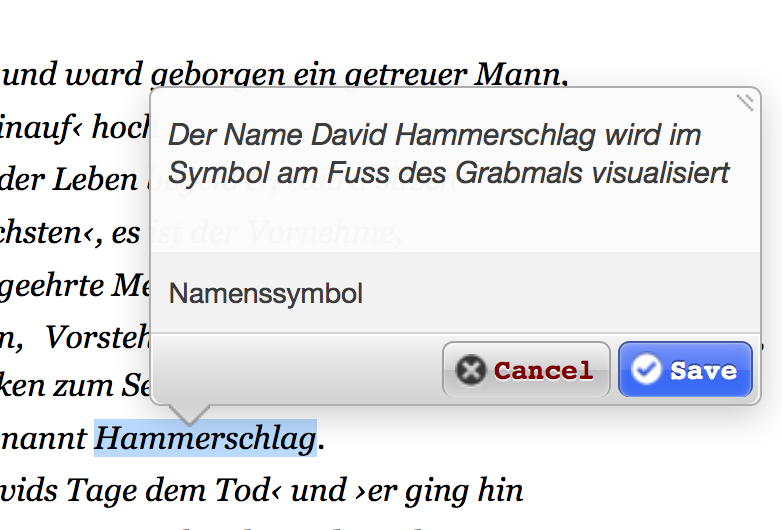 und ward geborgen ein getreuer Mann,
inauf‹ hoch
der Leben
Der Name David Hammerschlag wird im
Symbol am Fuss des Grabmals visualisiert
chsten‹, es ist der Vornehme,
geehrte Me
Namenssymbol
n, Vorsteh
ken zum Se
Cancel Save
nannt Hammerschlag.
vids Tage dem Tod‹ und ›er ging hin